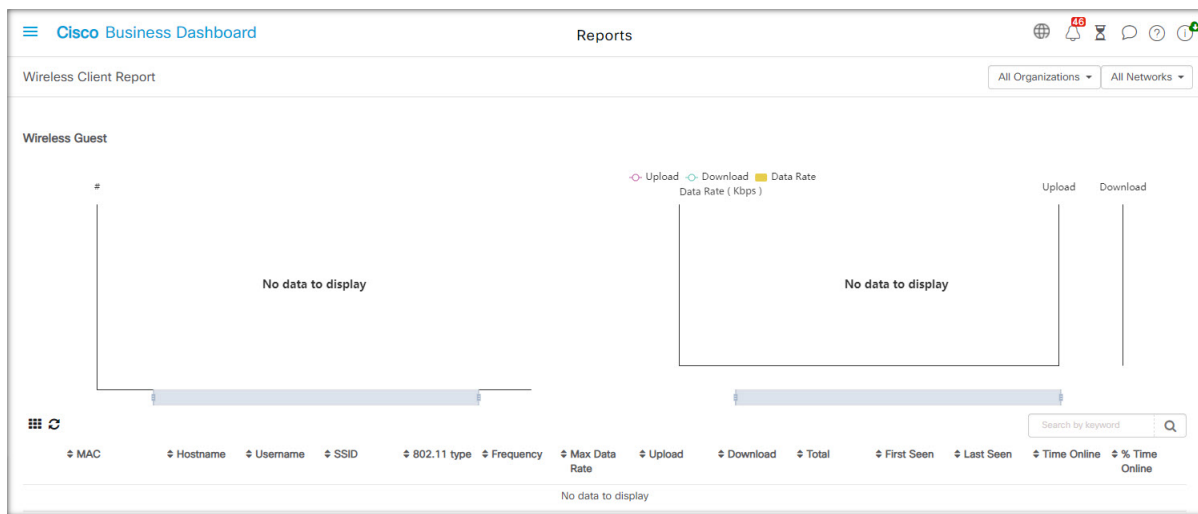 Cisco Business Dashboard
Reports
46
Wireless Client Report
All Organizations
All Networks
Wireless Guest
#
Upload Download Data Rate
Data Rate ( Kbps )
Upload
Download
No data to display
No data to display
Search by keyword
MAC
Hostname
Username
SSID
802.11 type
Frequency
Max Data
Rate
Upload
Download
Total
First Seen
Last Seen
Time Online
% Time
Online
No data to display